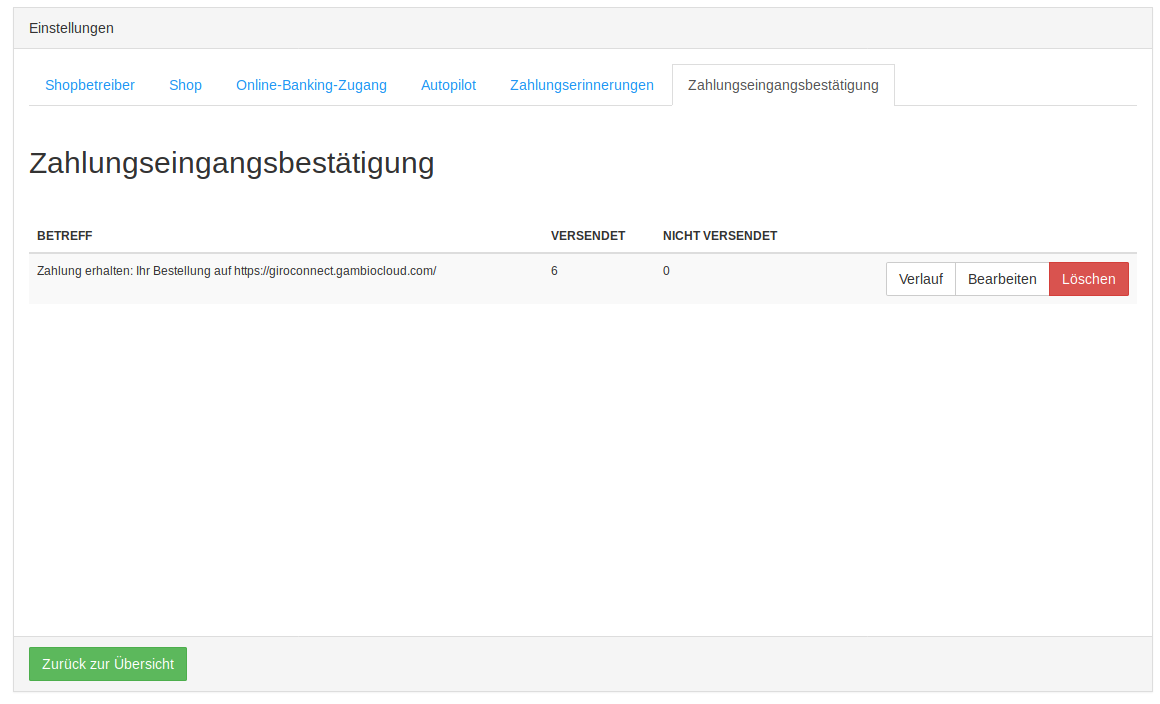 Einstellungen
Shopbetreiber Shop Online-Banking-Zugang Autopilot Zahlungserinnerungen Zahlungseingangsbestätigung
Zahlungseingangsbestätigung
BETREFF VERSENDET NICHT VERSENDET
Zahlung erhalten: Ihr Bestellung auf https://giroconnect.gambiocloud.com/ 6 0 Verlauf Bearbeiten Löschen
Zurück zur Übersicht